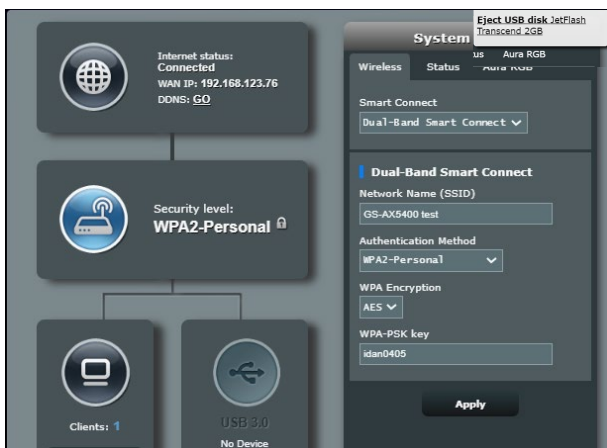 Internet status:
Connected
WAN IP: 192.168.123.76
DDNS: GO
Security level:
WPA2-Personal
Clients: 1
USB 3.0
No Device
System
Eject USB disk JetFlash
Transcend 2GB
us Aura RGB
Wireless Status Aura RGB
Smart Connect
Dual-Band Smart Connect
Dual-Band Smart Connect
Network Name (SSID)
GS-AX5400 test
Authentication Method
WPA2-Personal
WPA Encryption
AES
WPA-PSK key
idan0405
Apply